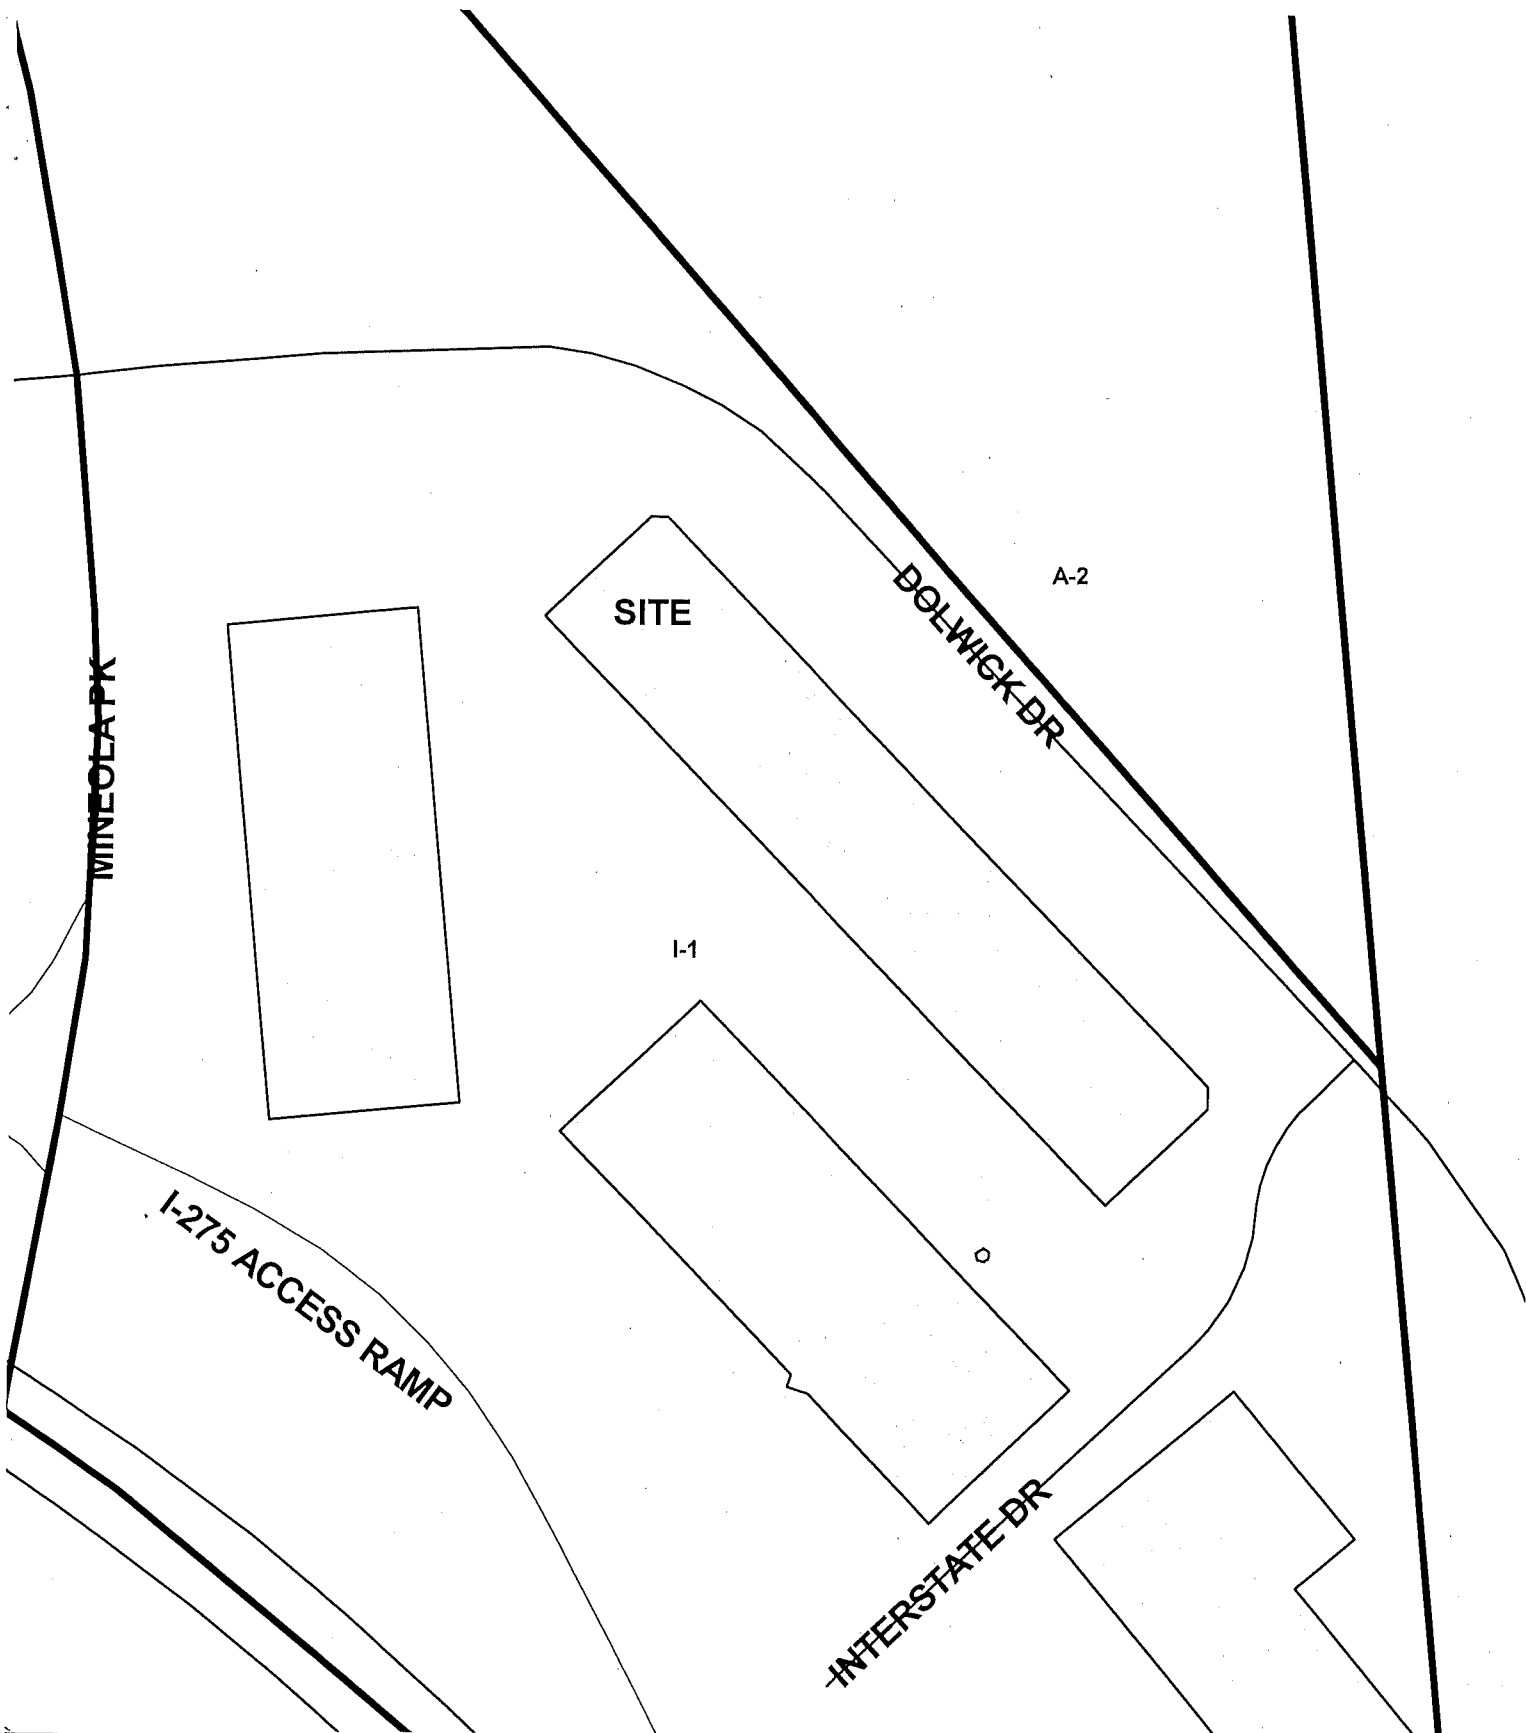 A-2
DOLWICK DR
SITE
MINEOLA PK
I-1
I-275 ACCESS RAMP
INTERSTATE DR